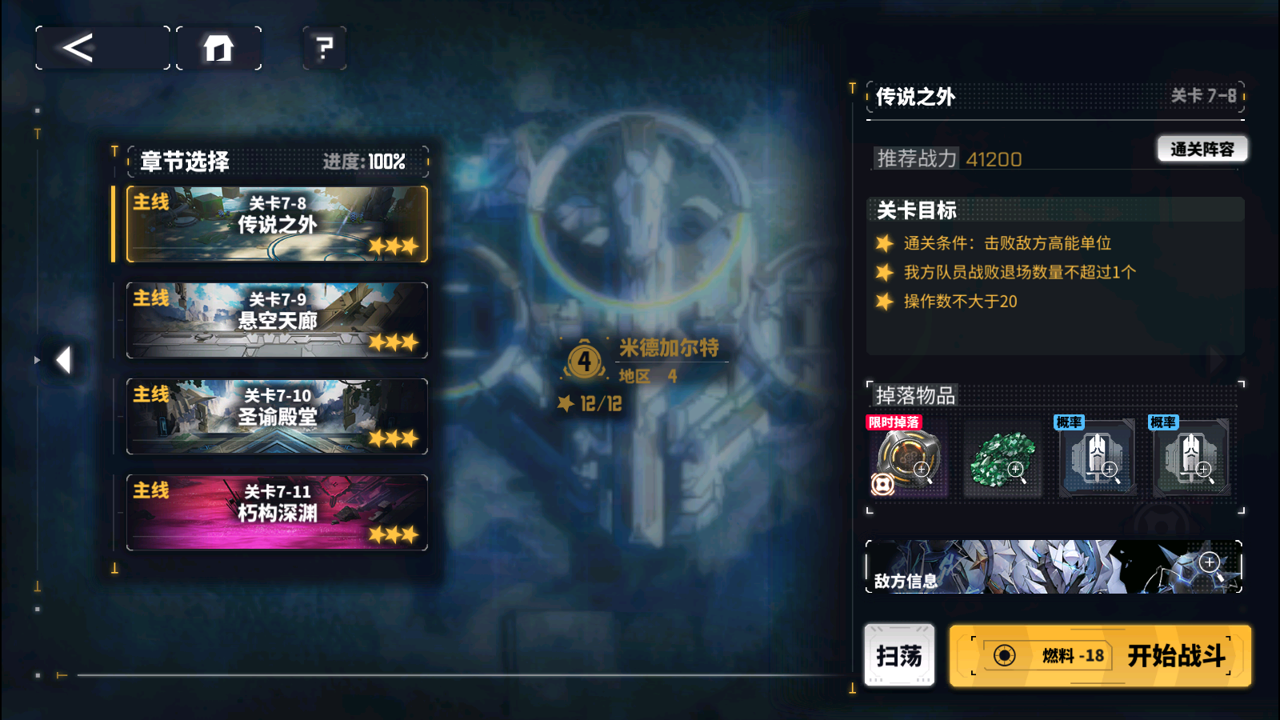 ?
章节选择 进度:100%
主线
关卡7-8
传说之外
主线
关卡7-9
悬空天廊
主线
关卡7-10
圣谕殿堂
主线
关卡7-11
朽构深渊
4
米德加尔特
地区 4
12/12
传说之外 关卡 7-8
推荐战力 41200 通关阵容
关卡目标
通关条件：击败敌方高能单位
我方队员战败退场数量不超过1个
操作数不大于20
掉落物品
限时掉落
概率
概率
敌方信息
扫荡
燃料 -18 开始战斗